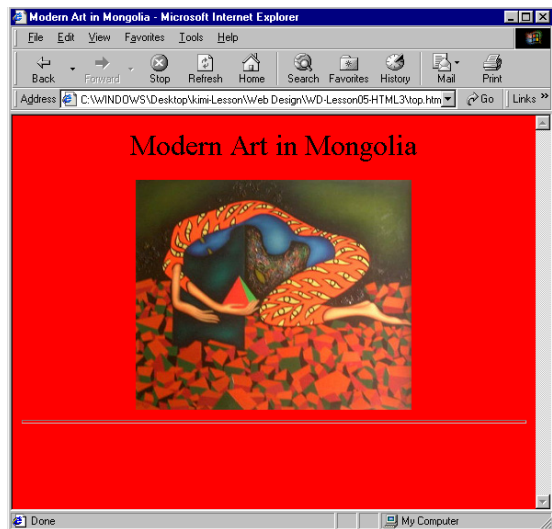 Modern Art in Mongolia - Microsoft Internet Explorer
File Edit View Favorites Tools Help
Back Forward Stop Refresh Home Search Favorites History Mail Print
Address C:\WINDOWS\Desktop\kimi-Lesson\Web Design\WD-Lesson05-HTML3\top.htm Go Links »
Modern Art in Mongolia
Done My Computer